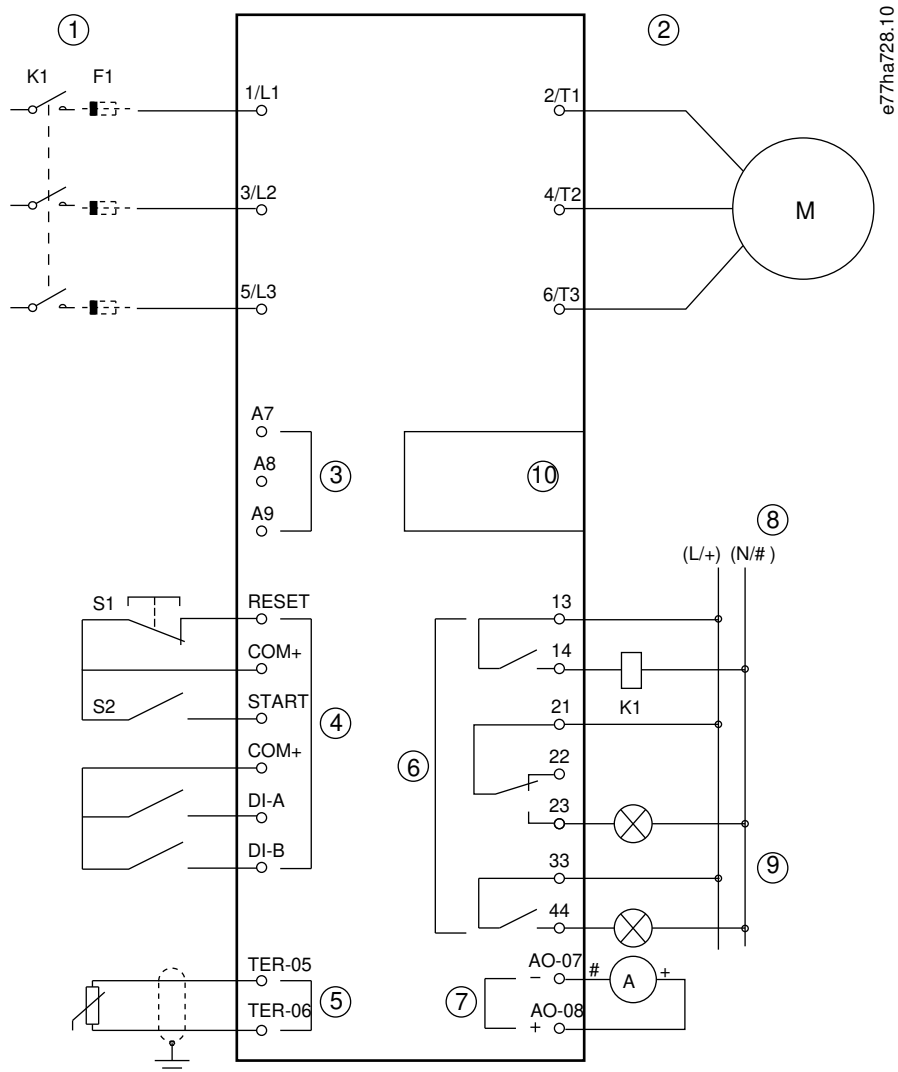 1
2
e77ha728.10
K1
F1
1/L1
2/T1
3/L2
4/T2
M
5/L3
6/T3
A7
A8
3
A9
10
8
(L/+) (N/# )
S1
RESET
13
COM+
14
S2
START
K1
4
21
COM+
22
6
DI-A
23
DI-B
33
9
44
TER-05
AO-07
– # A +
5
7
TER-06
AO-08
+